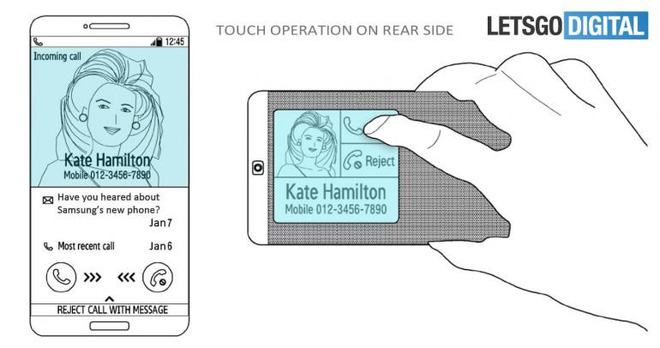 TOUCH OPERATION ON REAR SIDE
LETSGODIGITAL
12:45
Incoming call
Kate Hamilton
Mobile 012-3456-7890
Have you heared about
Samsung's new phone?
Jan7
Most recent call Jan6
>>> <<<
REJECT CALL WITH MESSAGE
Reject
Kate Hamilton
Mobile 012-3456-7890